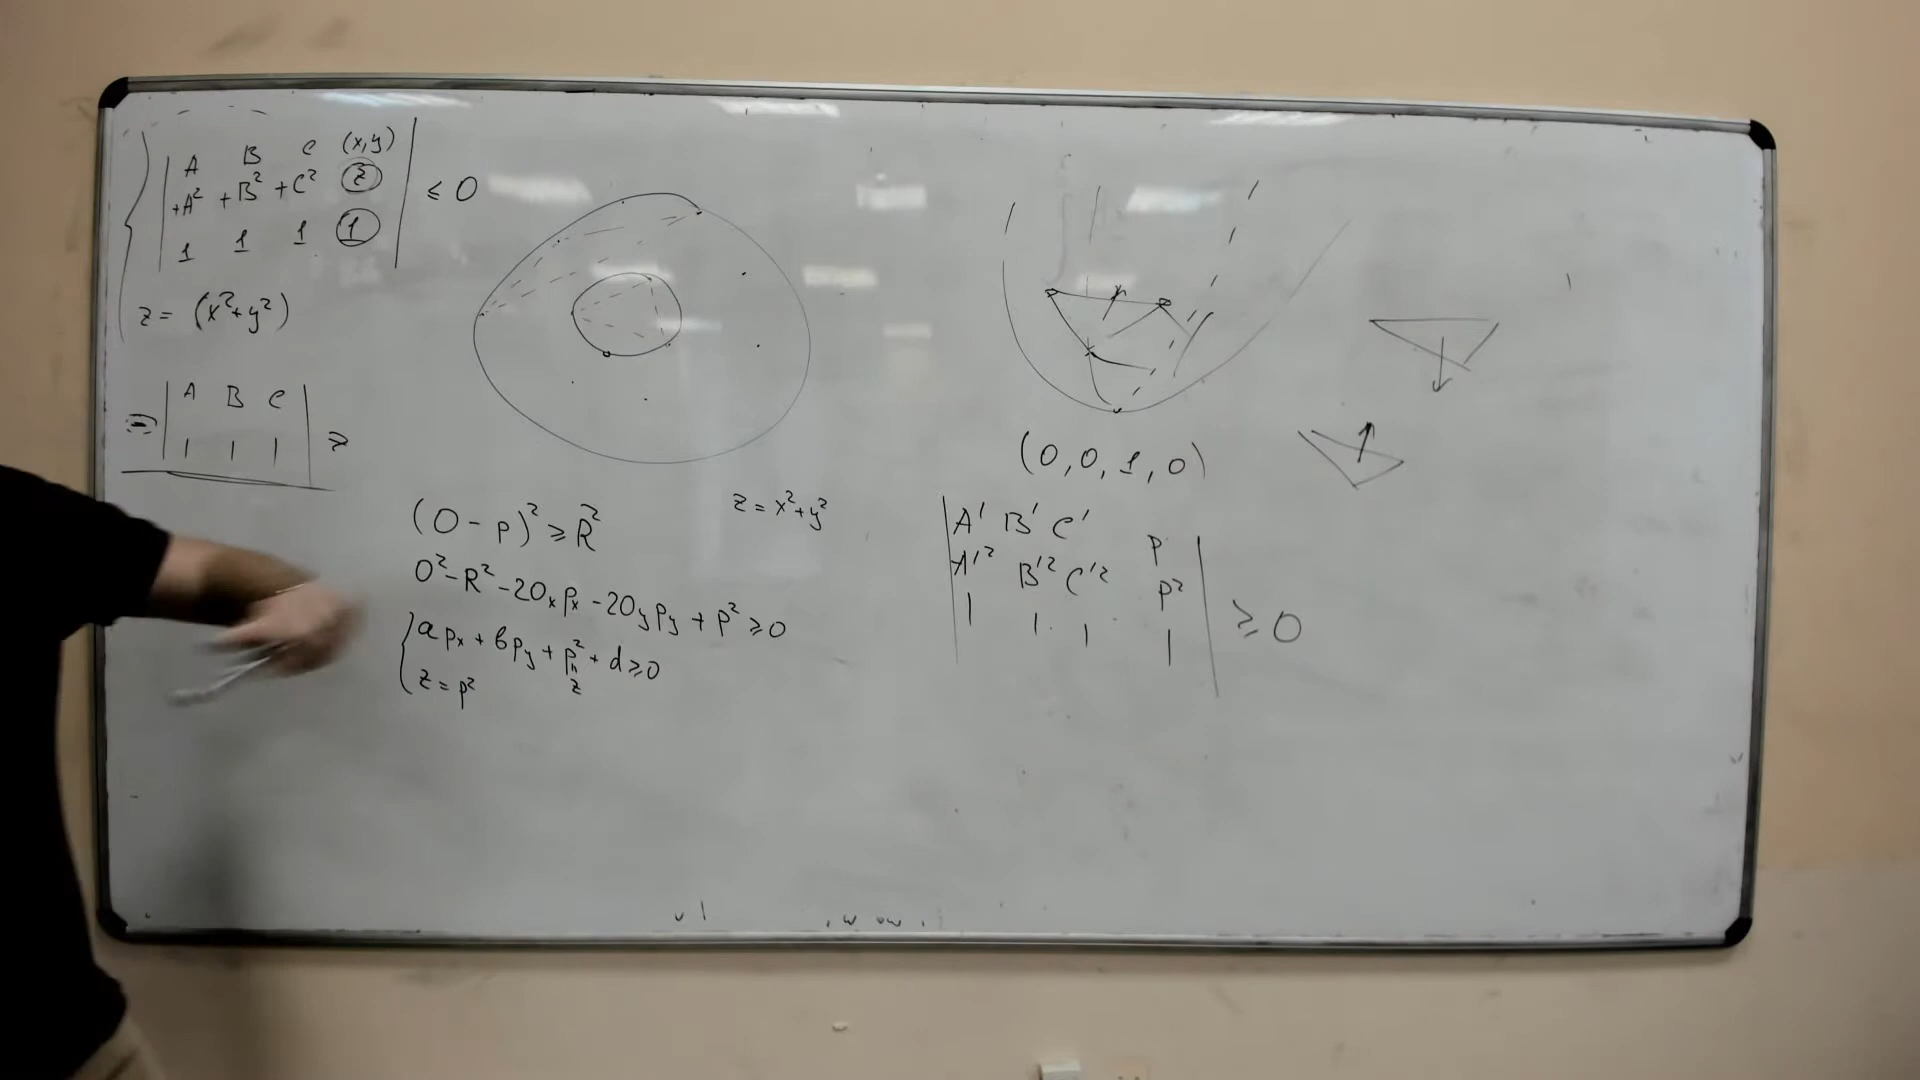 A B C (x,y)
+A² +B² +C² z ≤ 0
1 1 1 1
z = (x²+y²)
A B C
1 1 1 ≥
(O - p)² ≥ R²
O² - R² - 2Oₓpₓ - 2O_yp_y + p² ≥ 0
apₓ + bp_y + p² + d ≥ 0
z = p² z
z = x²+y²
(0,0,1,0)
A' B' C' p
A'² B'² C'² p² ≥ 0
1 1 1 1